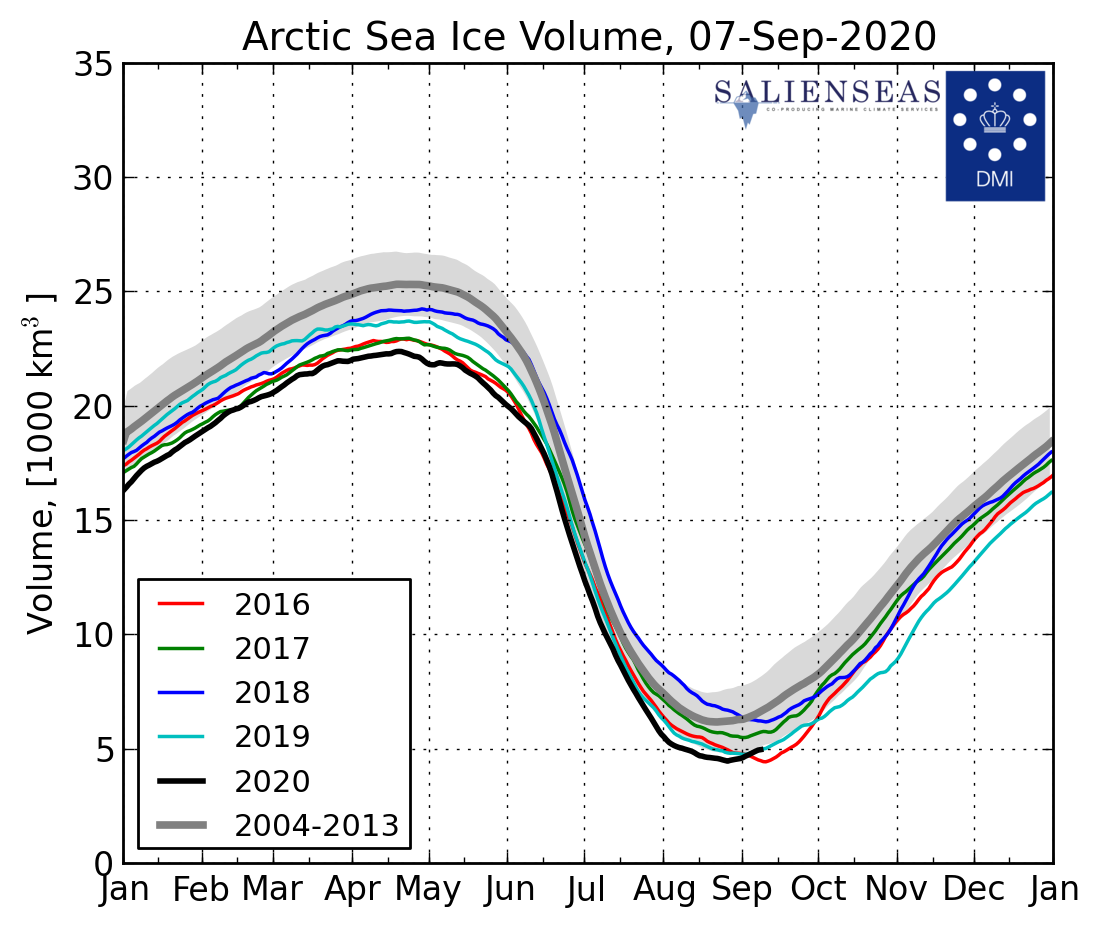 Arctic Sea Ice Volume, 07-Sep-2020
35
30
25
20
15
10
5
0
Volume, [1000 km³ ]
SALIENSEAS
CO-PRODUCING MARINE CLIMATE SERVICES
DMI
2016
2017
2018
2019
2020
2004-2013
Jan Feb Mar Apr May Jun Jul Aug Sep Oct Nov Dec Jan